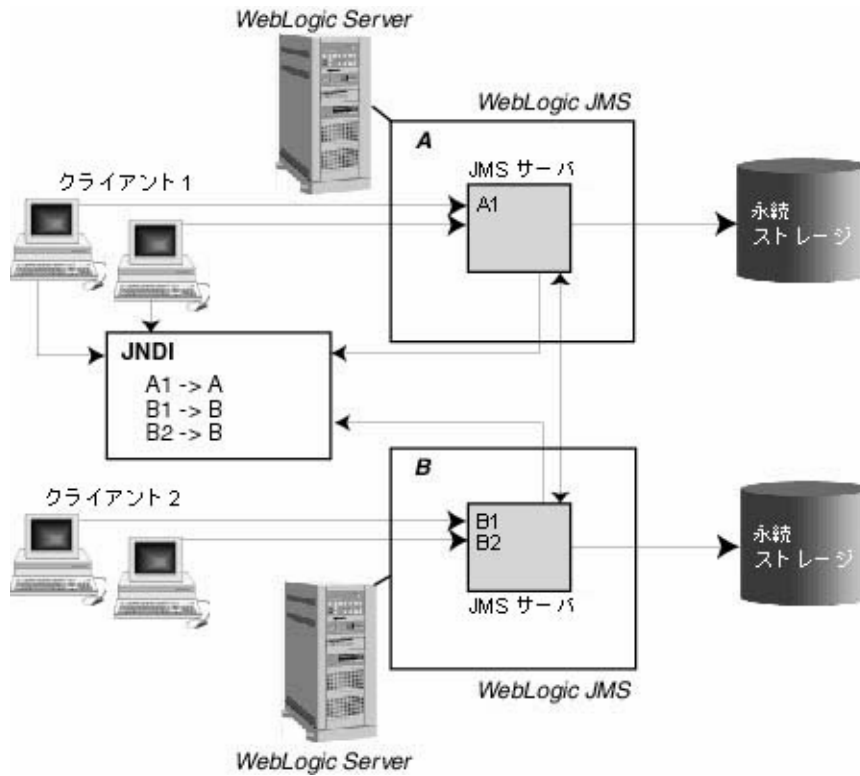 WebLogic Server
WebLogic JMS
A
JMS サーバ
A1
クライアント 1
永続
ストレージ
JNDI
A1 -> A
B1 -> B
B2 -> B
B
クライアント 2
B1
B2
JMS サーバ
永続
ストレージ
WebLogic JMS
WebLogic Server